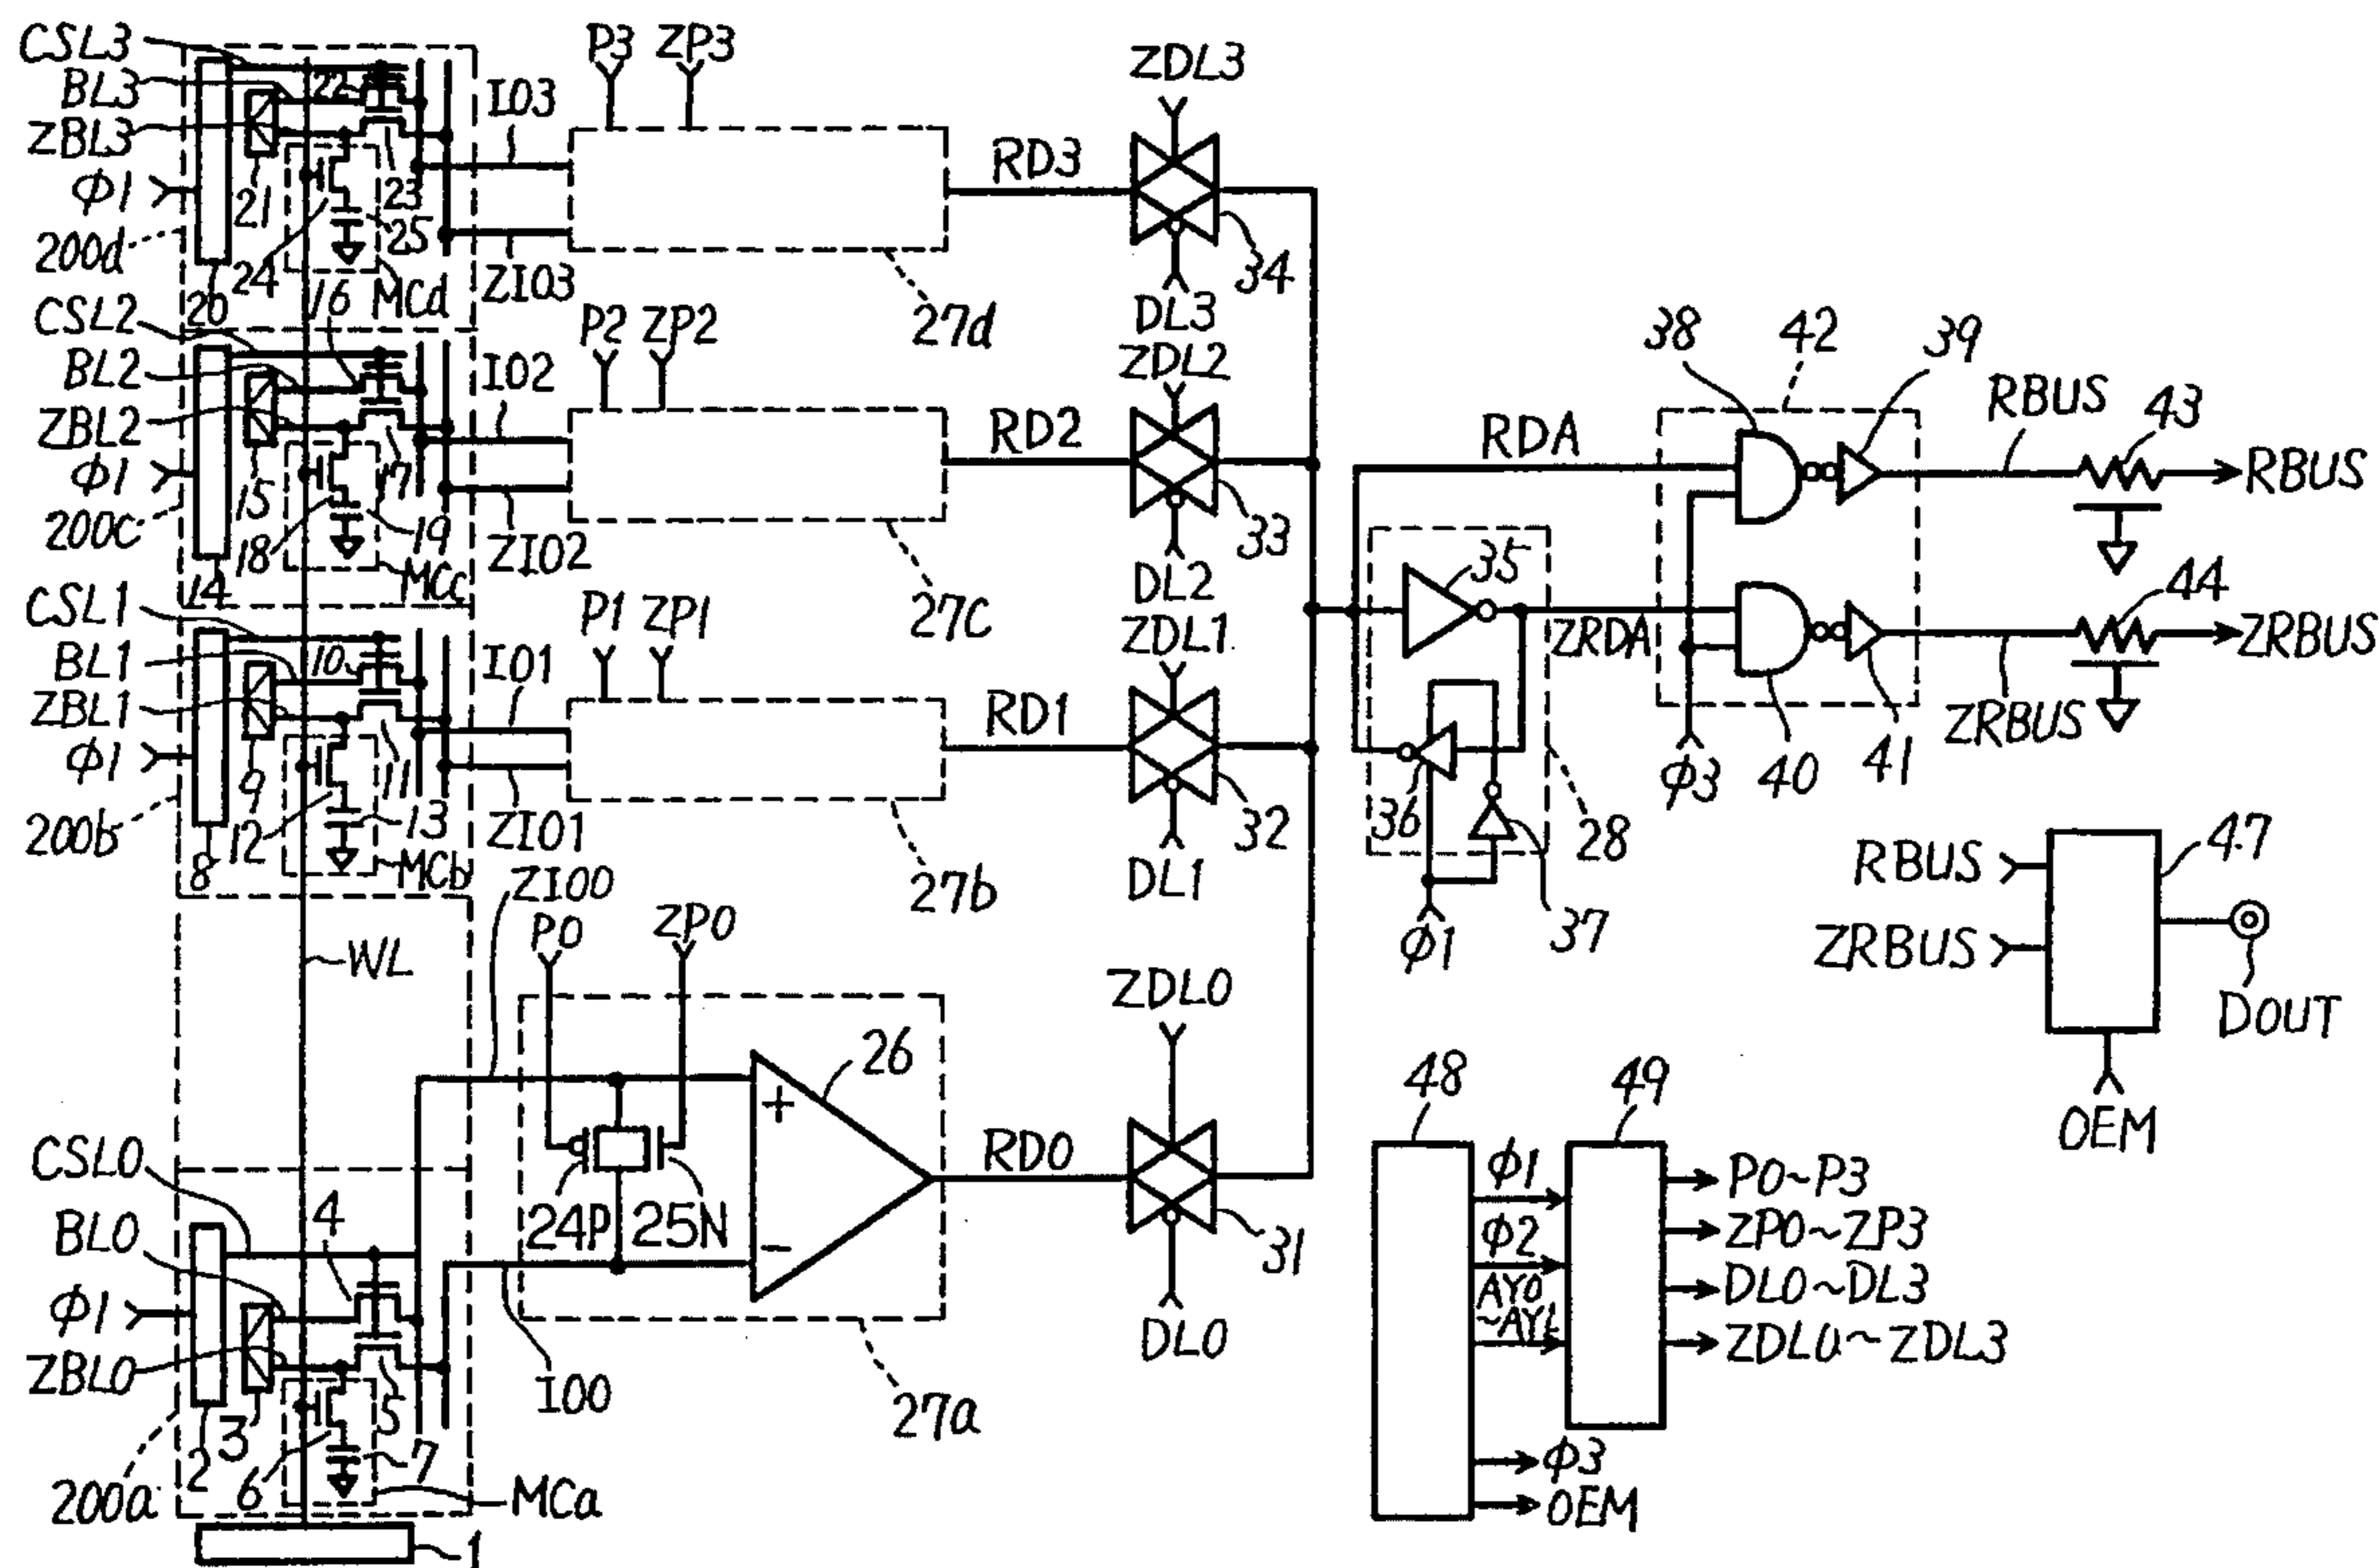 CSL3
BL3
ZBL3
Φ1
200d
20
21
22
23
24
25
MCd
IO3
ZIO3
P3 ZP3
27d
RD3
ZDL3
DL3
34
CSL2
BL2
ZBL2
Φ1
200c
14
15
16
17
18
19
MCc
IO2
ZIO2
P2 ZP2
27c
RD2
ZDL2
DL2
33
CSL1
BL1
ZBL1
Φ1
200b
8
9
10
11
12
13
MCb
IO1
ZIO1
P1 ZP1
27b
RD1
ZDL1
DL1
32
WL
CSL0
BL0
Φ1
ZBL0
200a
2
3
4
5
6
7
MCa
1
ZIO0
IO0
P0
ZP0
24P 25N
+
−
26
27a
RD0
ZDL0
DL0
31
RDA
ZRDA
35
36
37
28
Φ1
38
39
40
41
42
Φ3
RBUS
43
RBUS
ZRBUS
44
ZRBUS
RBUS
ZRBUS
47
DOUT
OEM
48
49
Φ1
Φ2
AY0
~AY1
Φ3
OEM
P0~P3
ZP0~ZP3
DL0~DL3
ZDL0~ZDL3